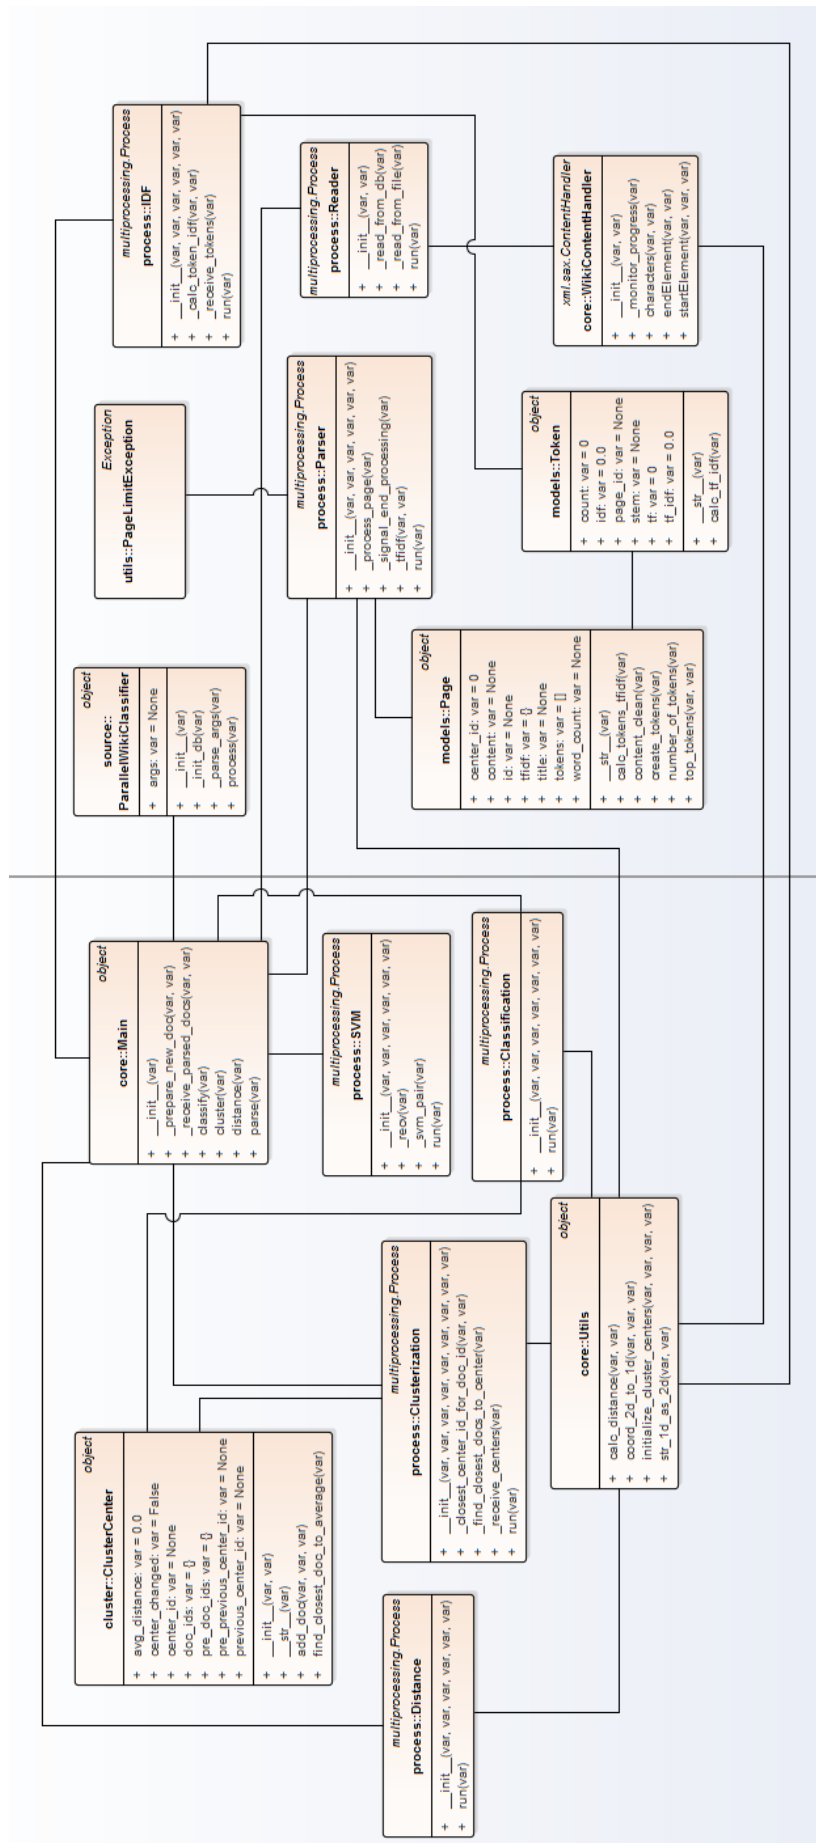 object
cluster::ClusterCenter
+ avg_distance: var = 0.0
+ center_changed: var = False
+ center_id: var = None
+ doc_ids: var = {}
+ pre_doc_ids: var = {}
+ pre_previous_center_id: var = None
+ previous_center_id: var = None
+ __init__(var, var)
+ __str__(var)
+ add_doc(var, var, var)
+ find_closest_doc_to_average(var)
object
core::Main
+ __init__(var)
+ _prepare_new_doc(var, var)
+ _receive_parsed_docs(var, var)
+ classify(var)
+ cluster(var)
+ distance(var)
+ parse(var)
object
source::
ParallelWikiClassifier
+ args: var = None
+ __init__(var)
+ _init_db(var)
+ _parse_args(var)
+ process(var)
Exception
utils::PageLimitException
multiprocessing.Process
process::IDF
+ __init__(var, var, var, var, var, var)
+ _calc_token_idf(var, var)
+ _receive_tokens(var)
+ run(var)
multiprocessing.Process
process::Distance
+ __init__(var, var, var, var, var, var)
+ run(var)
multiprocessing.Process
process::Clusterization
+ __init__(var, var, var, var, var, var, var, var, var)
+ _closest_center_id_for_doc_id(var, var)
+ _find_closest_docs_to_center(var)
+ _receive_centers(var)
+ run(var)
multiprocessing.Process
process::SVM
+ __init__(var, var, var, var, var, var)
+ _recv(var)
+ _svm_pair(var)
+ run(var)
multiprocessing.Process
process::Parser
+ __init__(var, var, var, var, var, var)
+ _process_page(var)
+ _signal_end_processing(var)
+ _tfidf(var, var)
+ run(var)
multiprocessing.Process
process::Reader
+ __init__(var, var)
+ _read_from_db(var)
+ _read_from_file(var)
+ run(var)
object
core::Utils
+ calc_distance(var, var)
+ coord_2d_to_1d(var, var, var)
+ initialize_cluster_centers(var, var, var, var)
+ str_1d_as_2d(var, var)
multiprocessing.Process
process::Classification
+ __init__(var, var, var, var, var, var, var)
+ run(var)
object
models::Page
+ center_id: var = 0
+ content: var = None
+ id: var = None
+ tfidf: var = {}
+ title: var = None
+ tokens: var = []
+ word_count: var = None
+ __str__(var)
+ calc_tokens_tfidf(var)
+ content_clean(var)
+ create_tokens(var)
+ number_of_tokens(var)
+ top_tokens(var, var)
object
models::Token
+ count: var = 0
+ idf: var = 0.0
+ page_id: var = None
+ stem: var = None
+ tf: var = 0
+ tf_idf: var = 0.0
+ __str__(var)
+ calc_tf_idf(var)
xml.sax.ContentHandler
core::WikiContentHandler
+ __init__(var, var)
+ _monitor_progress(var)
+ characters(var, var)
+ endElement(var, var)
+ startElement(var, var, var)